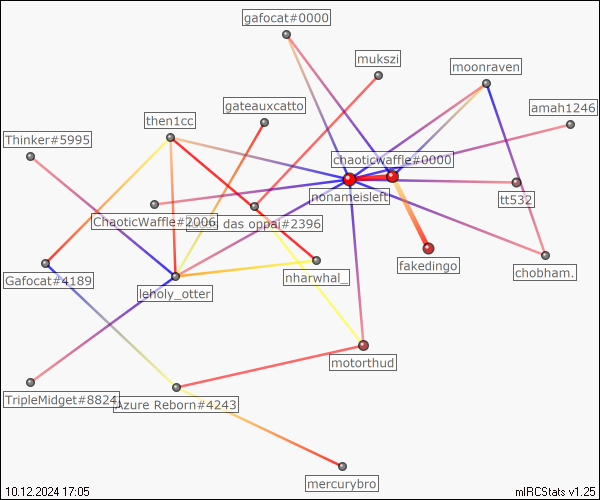 gafocat#0000
mukszi
moonraven
gateauxcatto
amah1246
then1cc
Thinker#5995
chaoticwaffle#0000
nonameisleft
tt532
ChaoticWaffle#2006
das oppai#2396
fakedingo
chobham.
nharwhal_
Gafocat#4189
leholy_otter
motorthud
TripleMidget#8824
Azure Reborn#4243
mercurybro
10.12.2024 17:05
mIRCStats v1.25